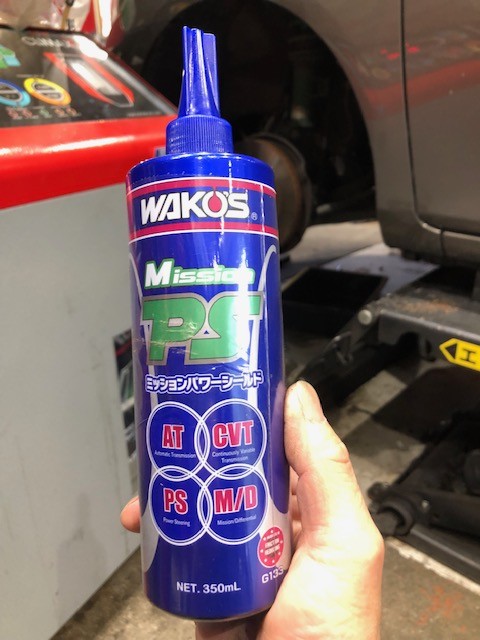 WAKO'S®
Mission
PS
ミッションパワーシールド
AT
Automatic Transmission
CVT
Continuously Variable
Transmission
PS
Power Steering
M/D
Mission/Differential
NET. 350mL
G133